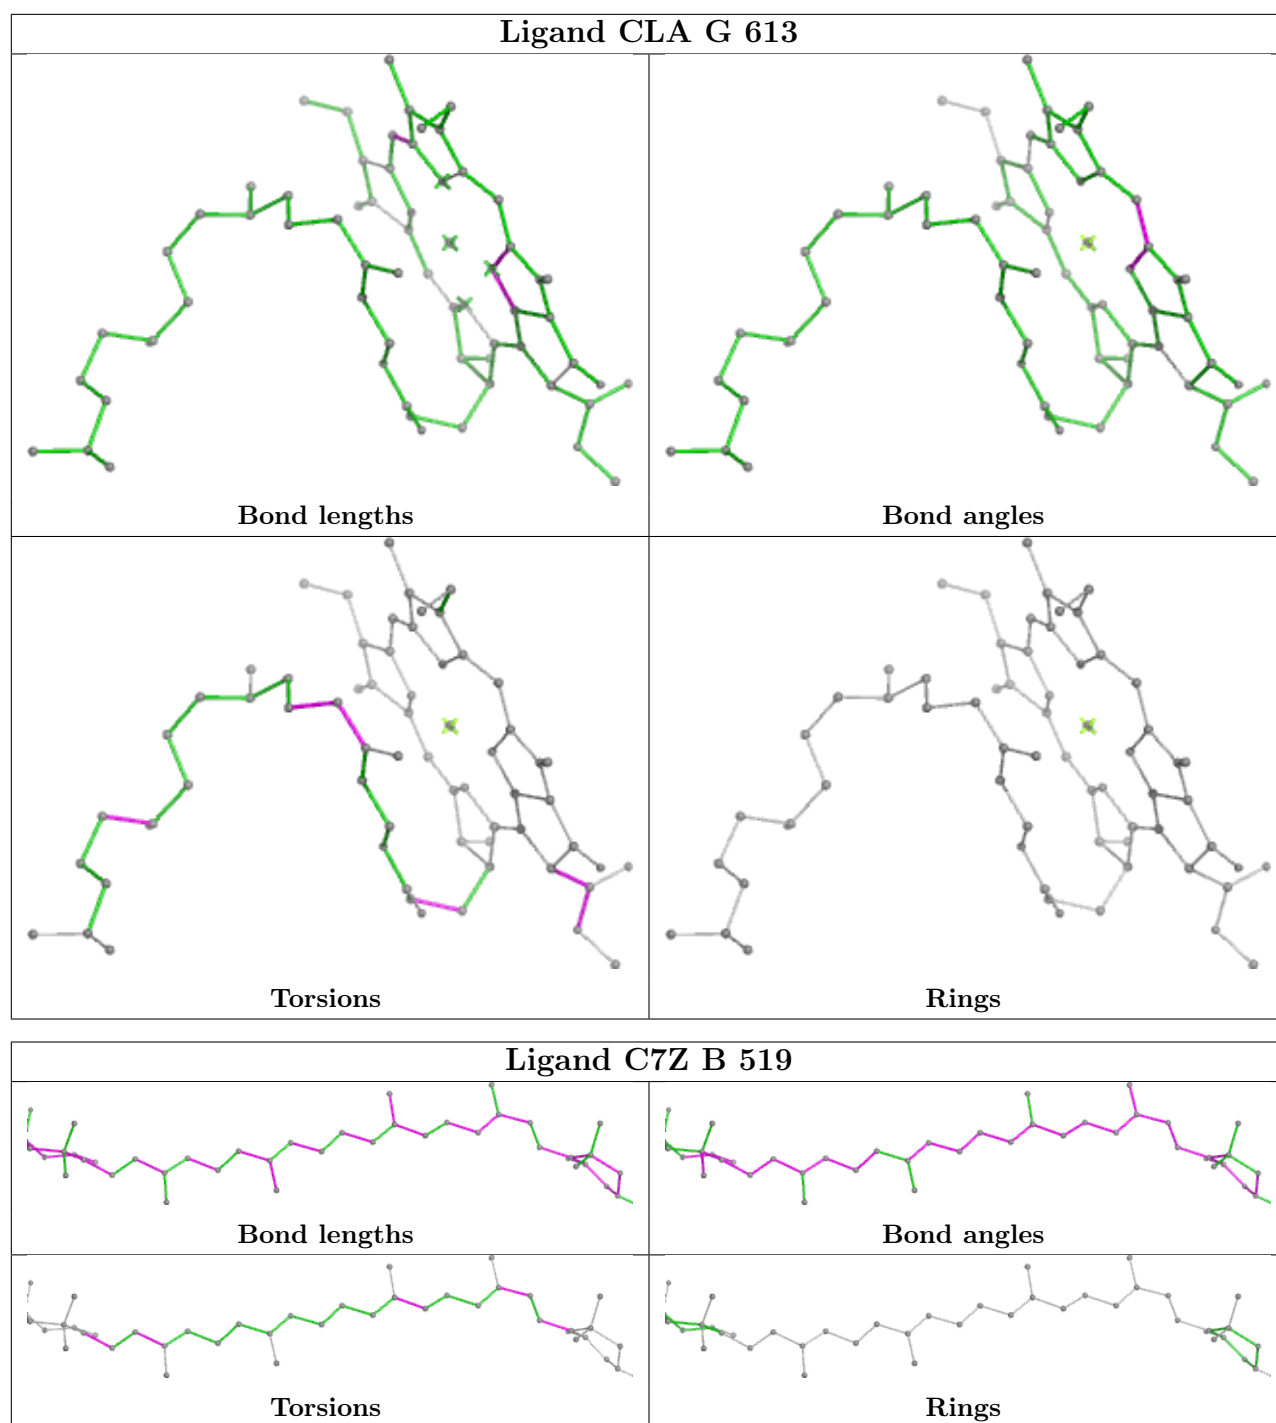 Ligand CLA G 613
Bond lengths
Bond angles
Torsions
Rings
Ligand C7Z B 519
Bond lengths
Bond angles
Torsions
Rings